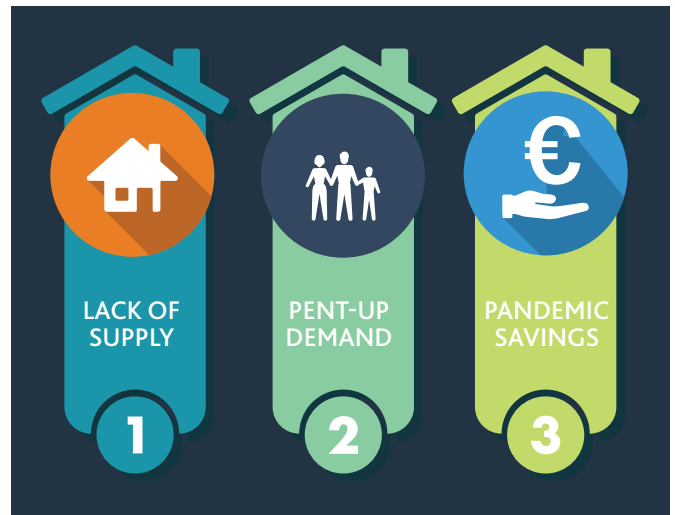 €
LACK OF
SUPPLY
1
PENT-UP
DEMAND
2
PANDEMIC
SAVINGS
3